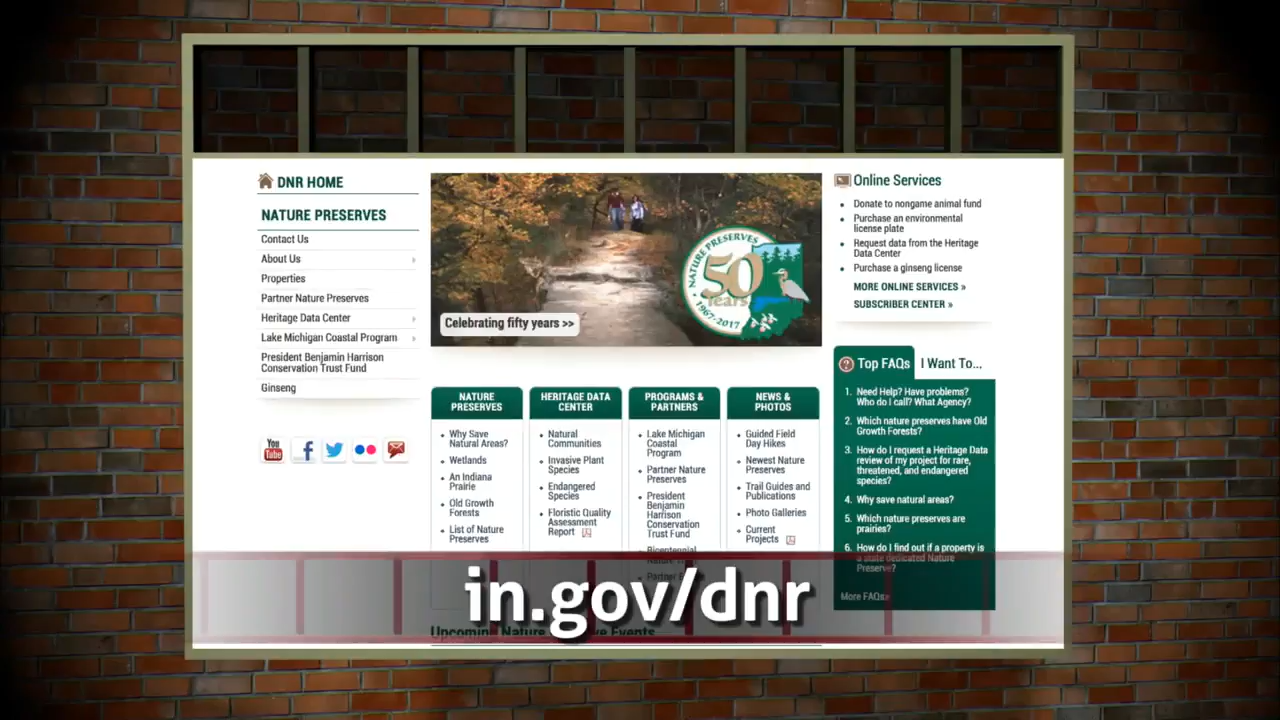 DNR HOME
NATURE PRESERVES
Contact Us
About Us
Properties
Partner Nature Preserves
Heritage Data Center
Lake Michigan Coastal Program
President Benjamin Harrison
Conservation Trust Fund
Ginseng
You
Tube
NATURE PRESERVES
50
Years
1967-2017
Celebrating fifty years >>
NATURE
PRESERVES
Why Save
Natural Areas?
Wetlands
An Indiana
Prairie
Old Growth
Forests
List of Nature
Preserves
HERITAGE DATA
CENTER
Natural
Communities
Invasive Plant
Species
Endangered
Species
Floristic Quality
Assessment
Report
PROGRAMS &
PARTNERS
Lake Michigan
Coastal
Program
Partner Nature
Preserves
President
Benjamin
Harrison
Conservation
Trust Fund
Bicentennial
NEWS &
PHOTOS
Guided Field
Day Hikes
Newest Nature
Preserves
Trail Guides and
Publications
Photo Galleries
Current
Projects
Online Services
Donate to nongame animal fund
Purchase an environmental
license plate
Request data from the Heritage
Data Center
Purchase a ginseng license
MORE ONLINE SERVICES »
SUBSCRIBER CENTER »
Top FAQs
I Want To...
1. Need Help? Have problems?
Who do I call? What Agency?
2. Which nature preserves have Old
Growth Forests?
3. How do I request a Heritage Data
review of my project for rare,
threatened, and endangered
species?
4. Why save natural areas?
5. Which nature preserves are
prairies?
6. How do I find out if a property is
a state dedicated Nature
Preserve?
More FAQs»
in.gov/dnr